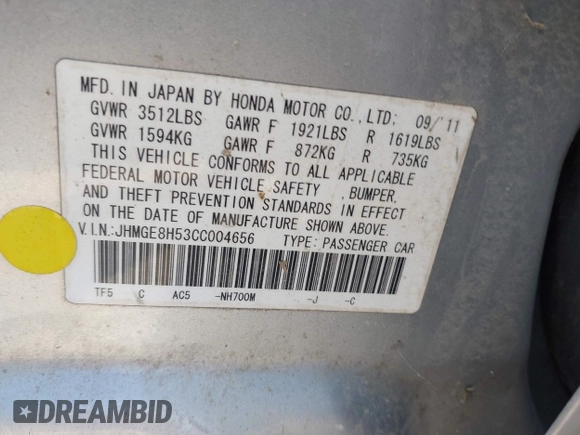 MFD. IN JAPAN BY HONDA MOTOR CO., LTD: 09/'11
GVWR 3512LBS GAWR F 1921LBS R 1619LBS
GVWR 1594KG GAWR F 872KG R 735KG
THIS VEHICLE CONFORMS TO ALL APPLICABLE
FEDERAL MOTOR VEHICLE SAFETY ,BUMPER,
AND THEFT PREVENTION STANDARDS IN EFFECT
ON THE DATE OF MANUFACTURE SHOWN ABOVE.
V.I.N.:JHMGE8H53CC004656 TYPE: PASSENGER CAR
TF5 C AC5 -NH700M -J -C
DREAMBID